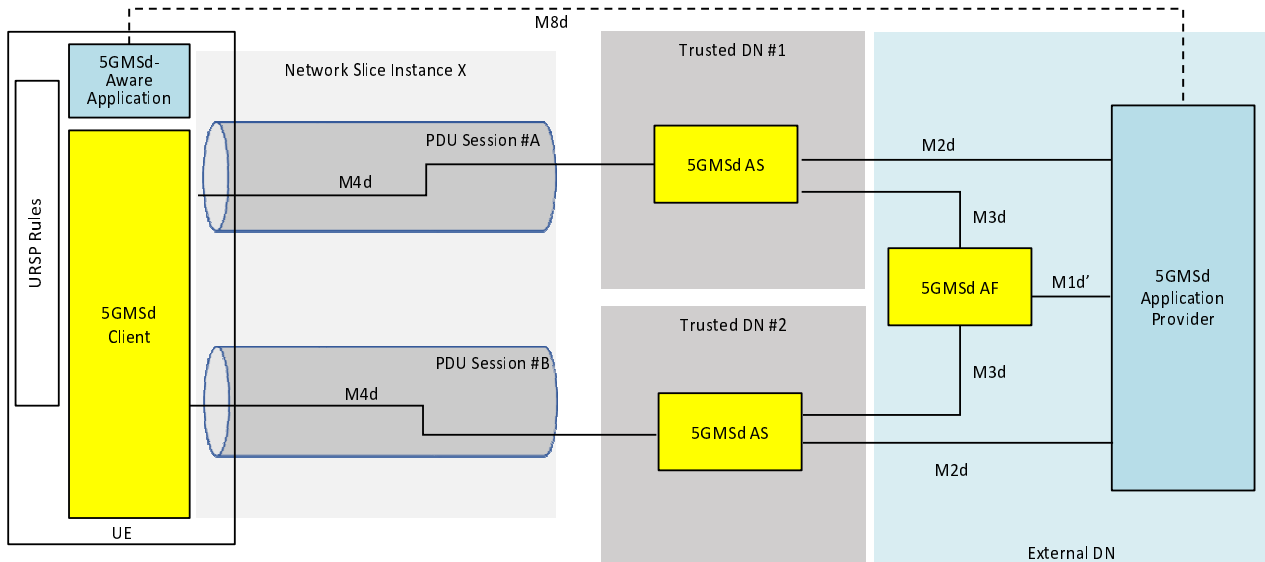 M8d
5GMSd-
Aware
Application
Network Slice Instance X
Trusted DN #1
PDU Session #A
M4d
5GMSd AS
M2d
M3d
URSP Rules
5GMSd
Client
5GMSd AF
M1d’
5GMSd
Application
Provider
Trusted DN #2
PDU Session #B
M4d
M3d
5GMSd AS
M2d
UE
External DN